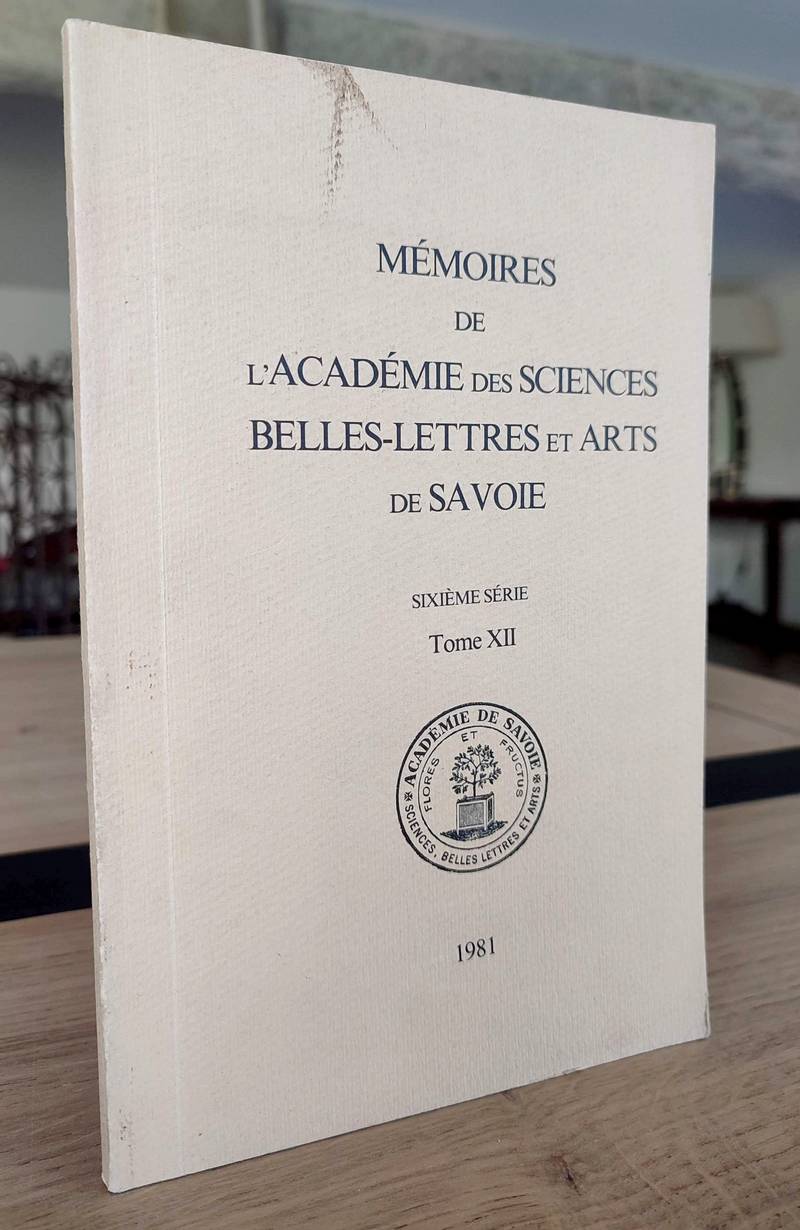 MÉMOIRES
DE
L'ACADÉMIE DES SCIENCES
BELLES-LETTRES ET ARTS
DE SAVOIE
SIXIÈME SÉRIE
Tome XII
ACADÉMIE DE SAVOIE
FLORES ET FRUCTUS
SCIENCES, BELLES LETTRES ET ARTS
1981